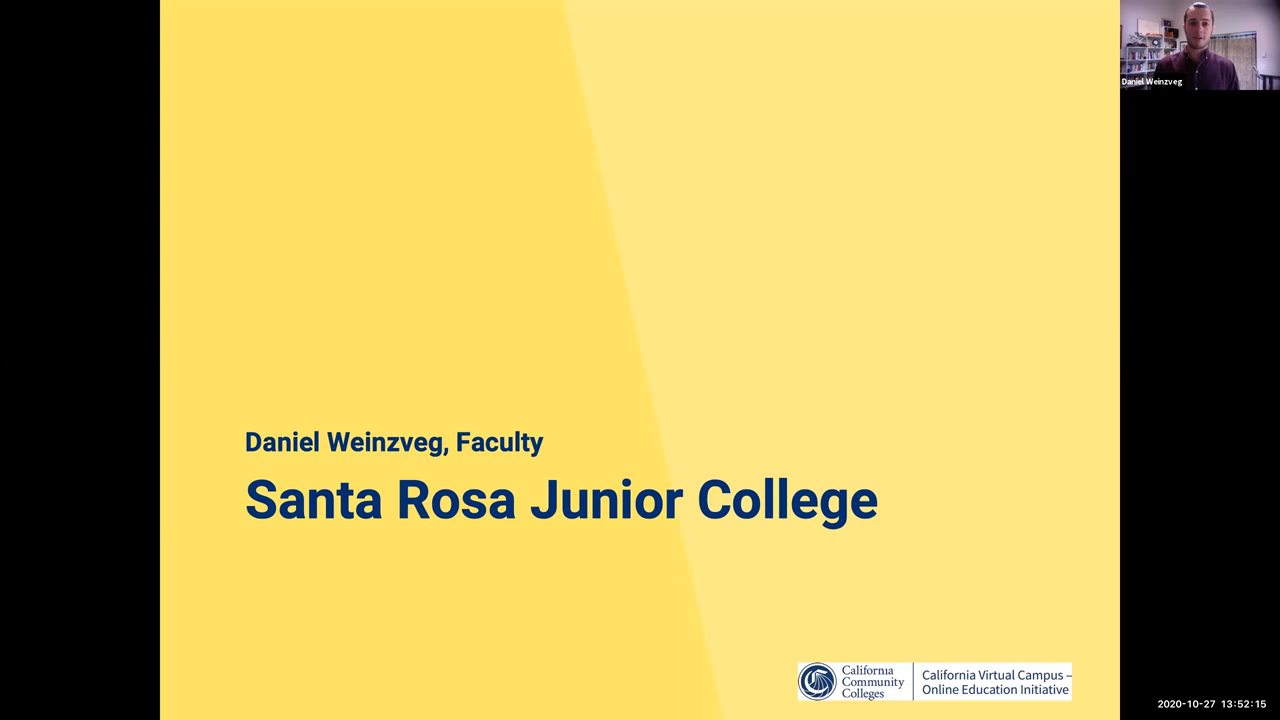 Daniel Weinzveg
Daniel Weinzveg, Faculty
Santa Rosa Junior College
California
Community
Colleges
California Virtual Campus –
Online Education Initiative
2020-10-27 13:52:15